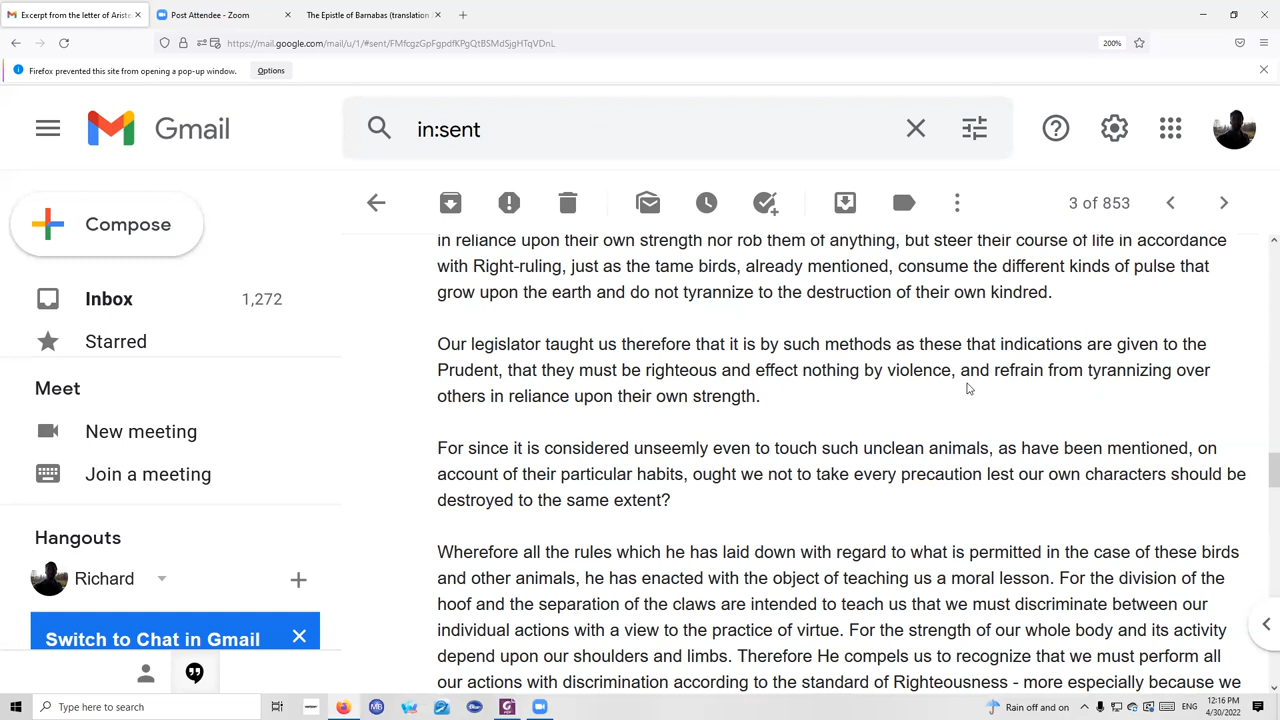 Excerpt from the letter of Ariste
Post Attendee - Zoom
The Epistle of Barnabas (translation
https://mail.google.com/mail/u/1/#sent/FMfcgzGpFgpdfKPgQtBSMdSjgHTqVDnL
200%
Firefox prevented this site from opening a pop-up window.
Options
Gmail
in:sent
Compose
3 of 853
Inbox 1,272
Starred
Meet
New meeting
Join a meeting
Hangouts
Richard
Switch to Chat in Gmail
in reliance upon their own strength nor rob them of anything, but steer their course of life in accordance
with Right-ruling, just as the tame birds, already mentioned, consume the different kinds of pulse that
grow upon the earth and do not tyrannize to the destruction of their own kindred.
Our legislator taught us therefore that it is by such methods as these that indications are given to the
Prudent, that they must be righteous and effect nothing by violence, and refrain from tyrannizing over
others in reliance upon their own strength.
For since it is considered unseemly even to touch such unclean animals, as have been mentioned, on
account of their particular habits, ought we not to take every precaution lest our own characters should be
destroyed to the same extent?
Wherefore all the rules which he has laid down with regard to what is permitted in the case of these birds
and other animals, he has enacted with the object of teaching us a moral lesson. For the division of the
hoof and the separation of the claws are intended to teach us that we must discriminate between our
individual actions with a view to the practice of virtue. For the strength of our whole body and its activity
depend upon our shoulders and limbs. Therefore He compels us to recognize that we must perform all
our actions with discrimination according to the standard of Righteousness - more especially because we
Type here to search
Rain off and on
ENG
12:16 PM
4/30/2022